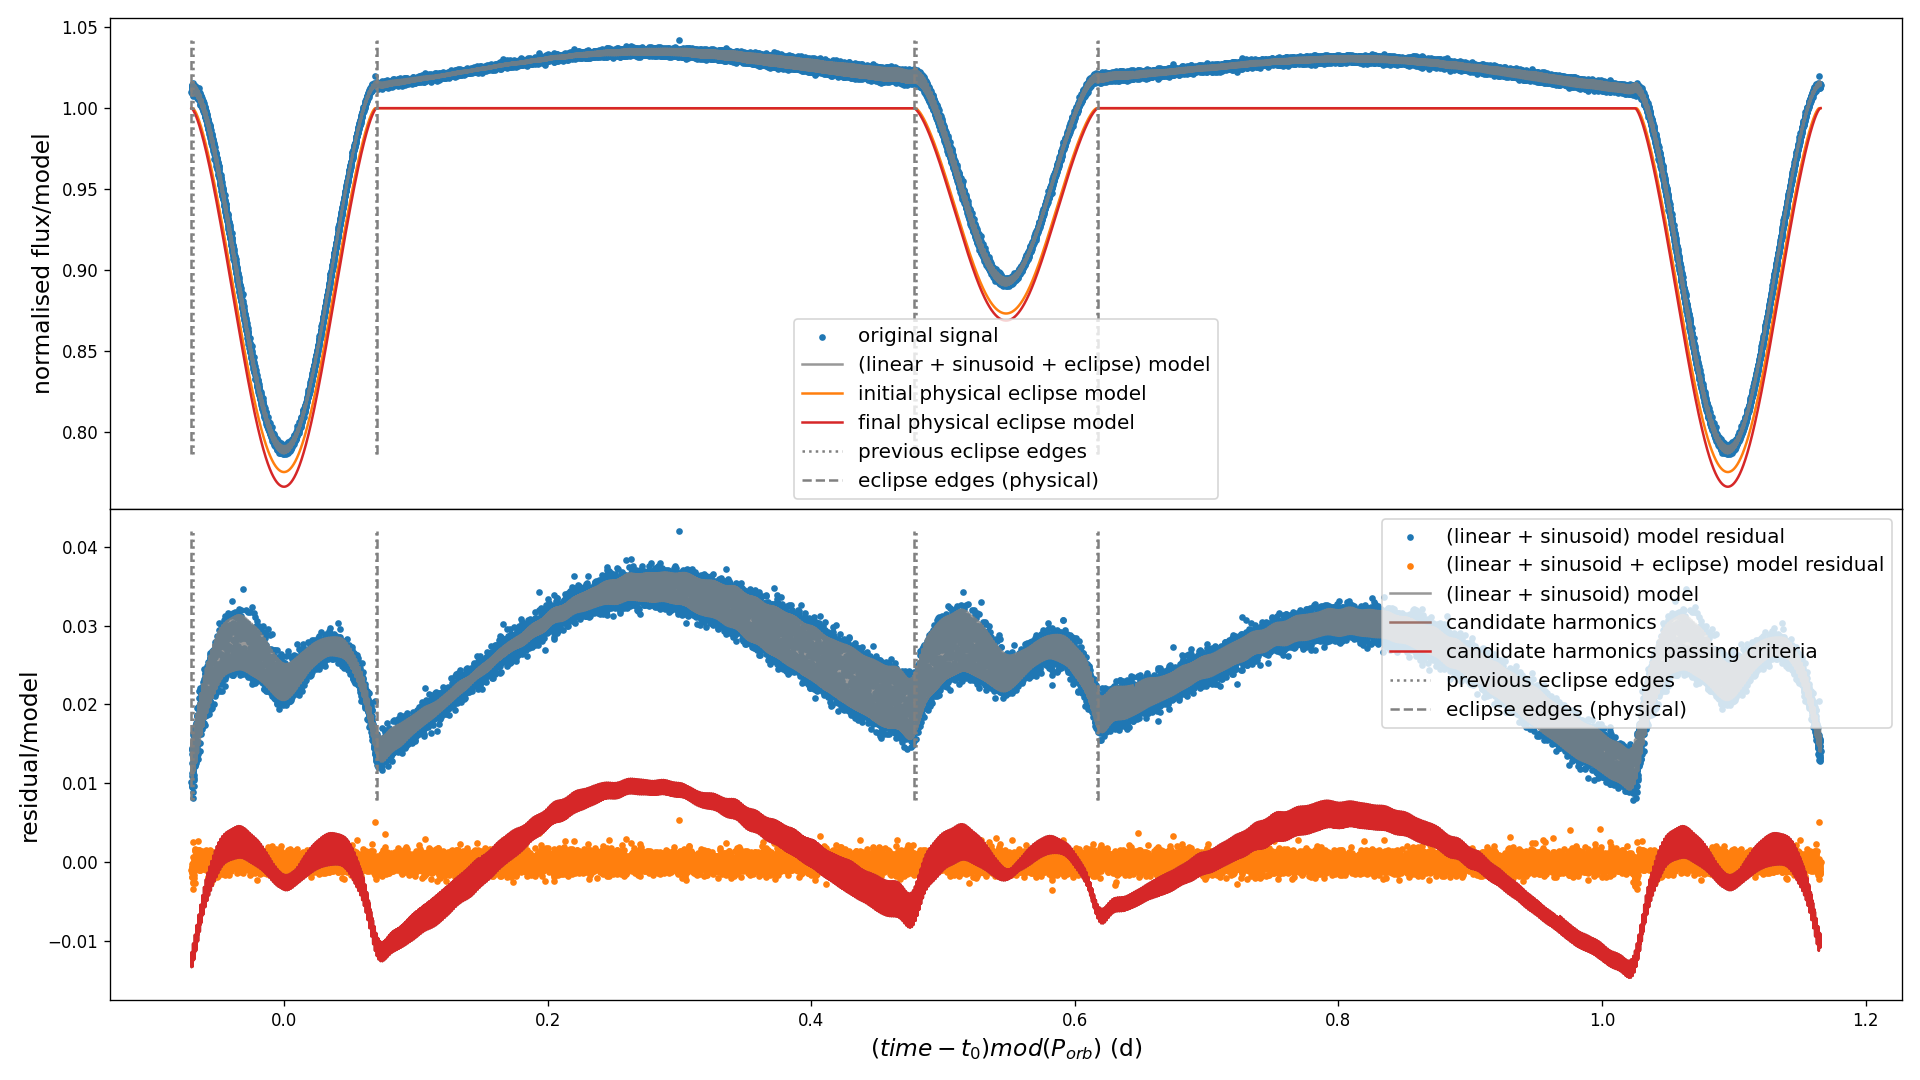 1.05
1.00
0.95
0.90
0.85
0.80
normalised flux/model
original signal
(linear + sinusoid + eclipse) model
initial physical eclipse model
final physical eclipse model
previous eclipse edges
eclipse edges (physical)
0.04
0.03
0.02
0.01
0.00
−0.01
residual/model
(linear + sinusoid) model residual
(linear + sinusoid + eclipse) model residual
(linear + sinusoid) model
candidate harmonics
candidate harmonics passing criteria
previous eclipse edges
eclipse edges (physical)
0.0 0.2 0.4 0.6 0.8 1.0 1.2
(time − t₀)mod(P_orb) (d)